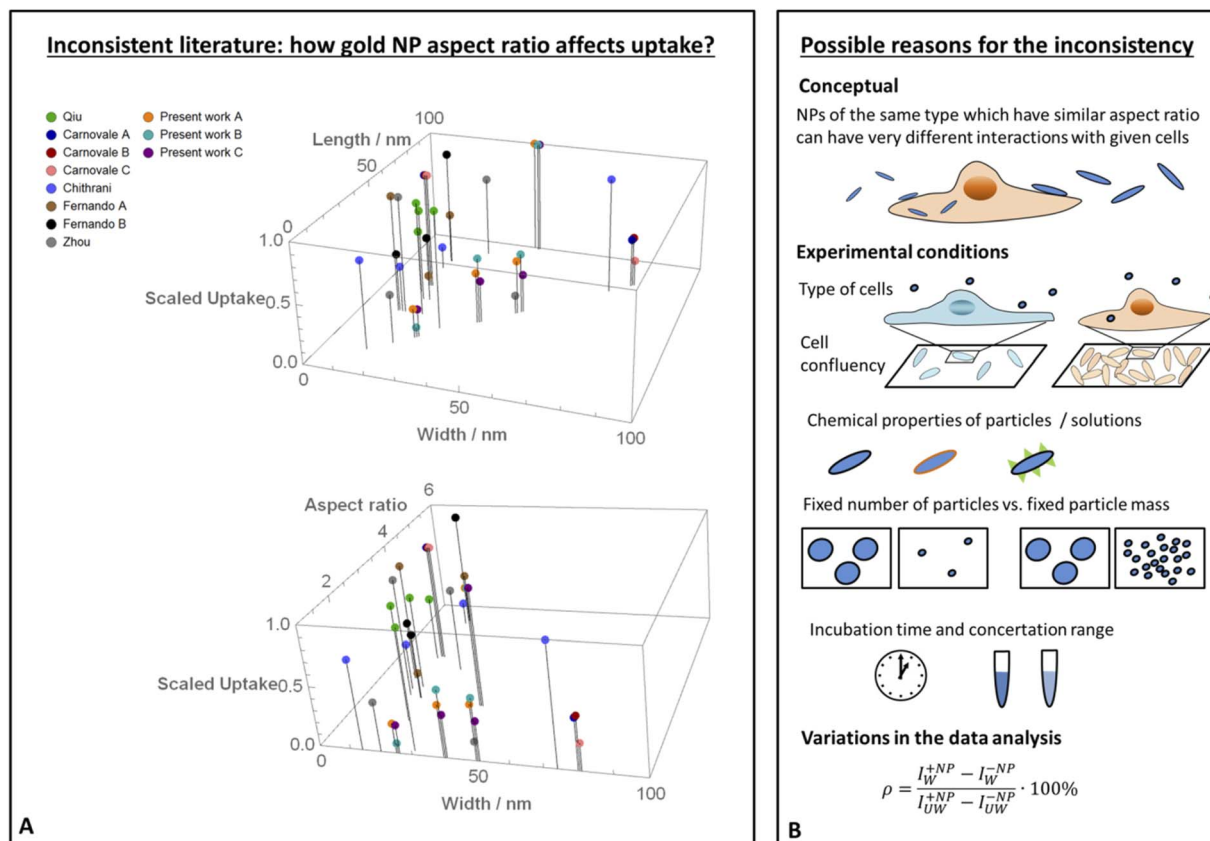 Inconsistent literature: how gold NP aspect ratio affects uptake?
Qiu
Carnovale A
Carnovale B
Carnovale C
Chithrani
Fernando A
Fernando B
Zhou
Present work A
Present work B
Present work C
Length / nm
100
50
0
1.0
Scaled Uptake
0.5
0.0
0
50
100
Width / nm
Aspect ratio
6
4
2
1.0
Scaled Uptake
0.5
0.0
0
50
100
Width / nm
A
Possible reasons for the inconsistency
Conceptual
NPs of the same type which have similar aspect ratio
can have very different interactions with given cells
Experimental conditions
Type of cells
Cell
confluency
Chemical properties of particles / solutions
Fixed number of particles vs. fixed particle mass
Incubation time and concertation range
Variations in the data analysis
ρ = (I_W^{+NP} − I_W^{−NP}) / (I_{UW}^{+NP} − I_{UW}^{−NP}) · 100%
B